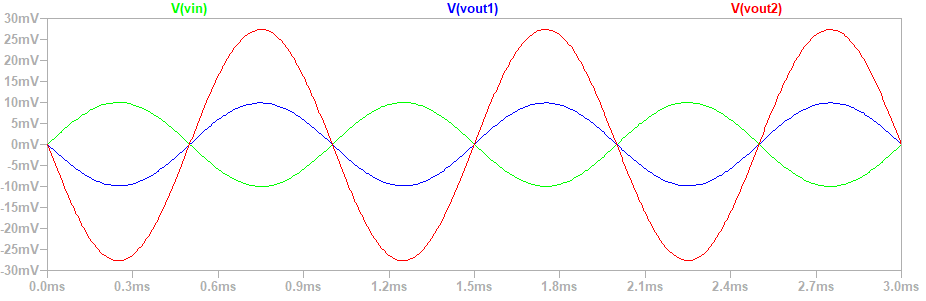 V(vin) V(vout1) V(vout2)
30mV
25mV
20mV
15mV
10mV
5mV
0mV
-5mV
-10mV
-15mV
-20mV
-25mV
-30mV
0.0ms 0.3ms 0.6ms 0.9ms 1.2ms 1.5ms 1.8ms 2.1ms 2.4ms 2.7ms 3.0ms